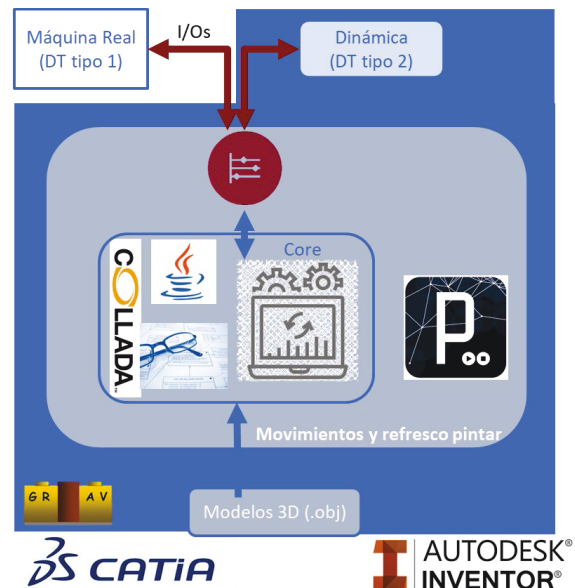 Máquina Real
(DT tipo 1)
I/Os
Dinámica
(DT tipo 2)
Core
COLLADA™
Movimientos y refresco pintar
GR AV
Modelos 3D (.obj)
CATIA
AUTODESK®
INVENTOR®